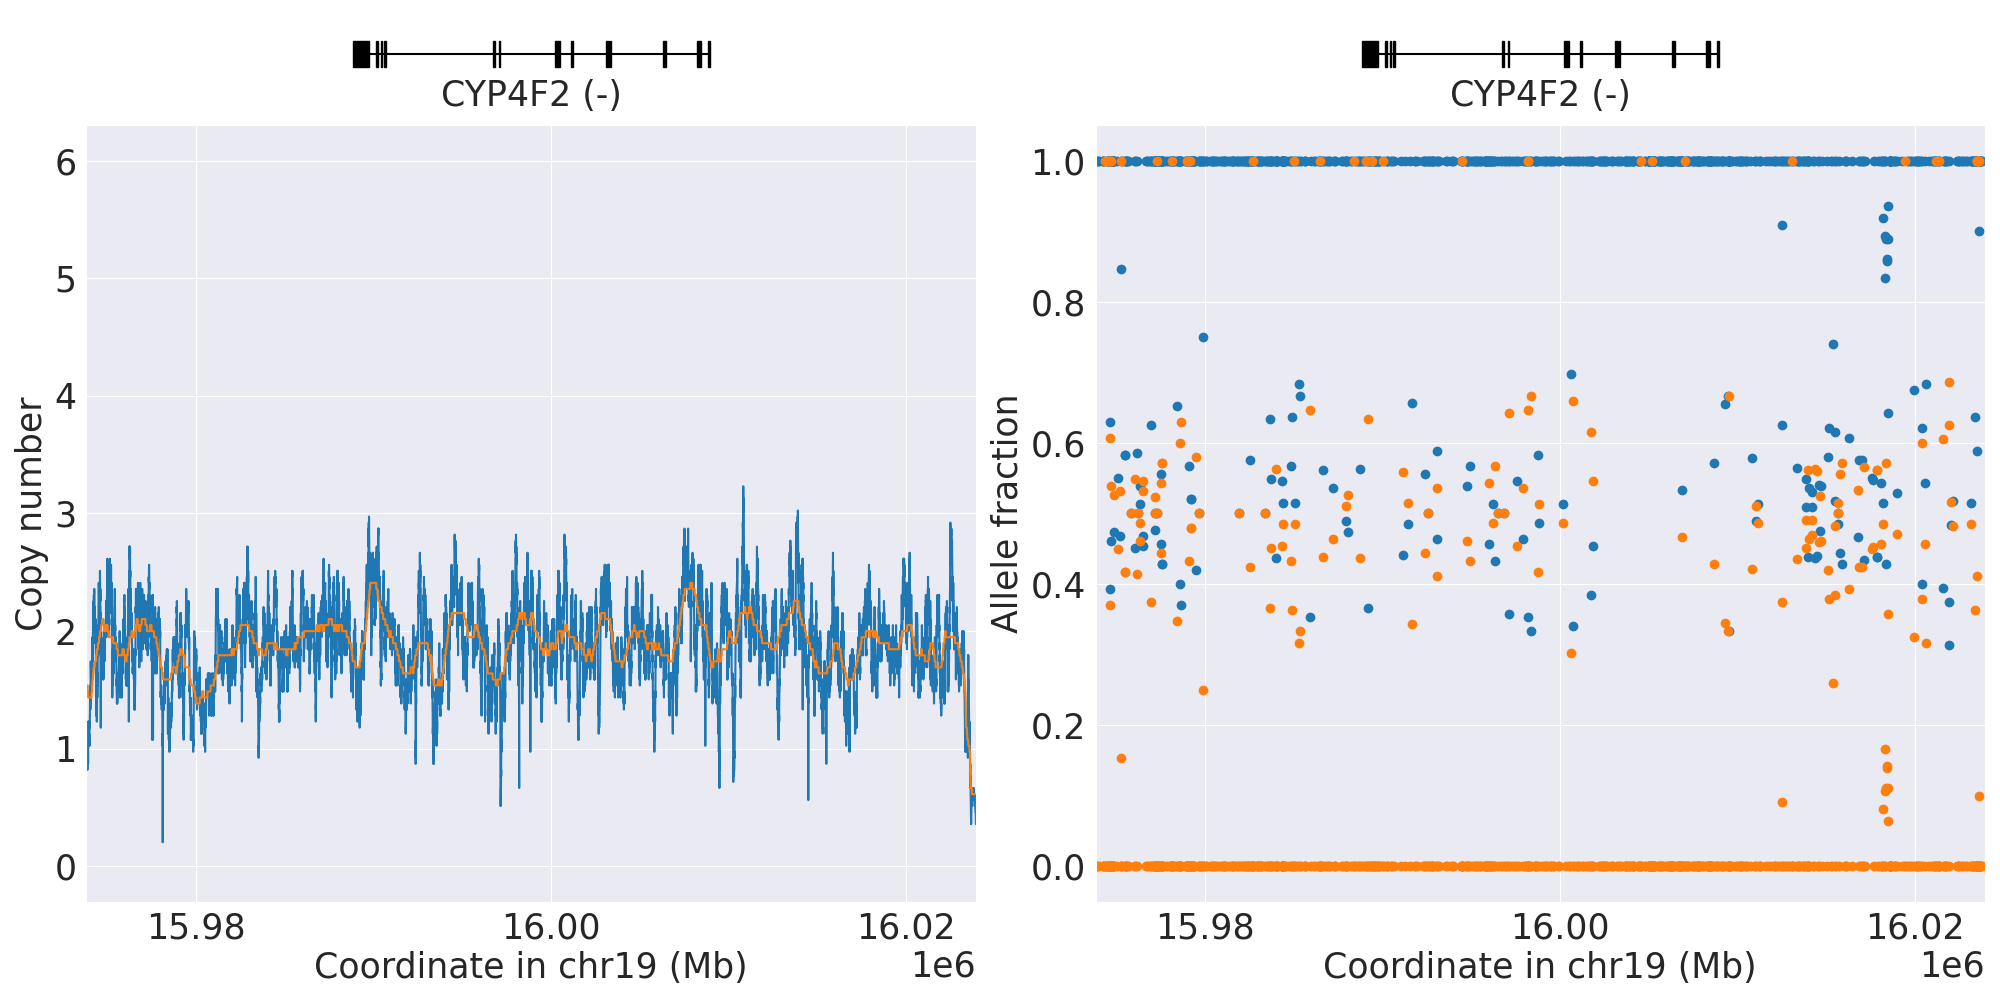 CYP4F2 (-)
Copy number
6
5
4
3
2
1
0
15.98
16.00
16.02
Coordinate in chr19 (Mb)
1e6
CYP4F2 (-)
Allele fraction
1.0
0.8
0.6
0.4
0.2
0.0
15.98
16.00
16.02
Coordinate in chr19 (Mb)
1e6